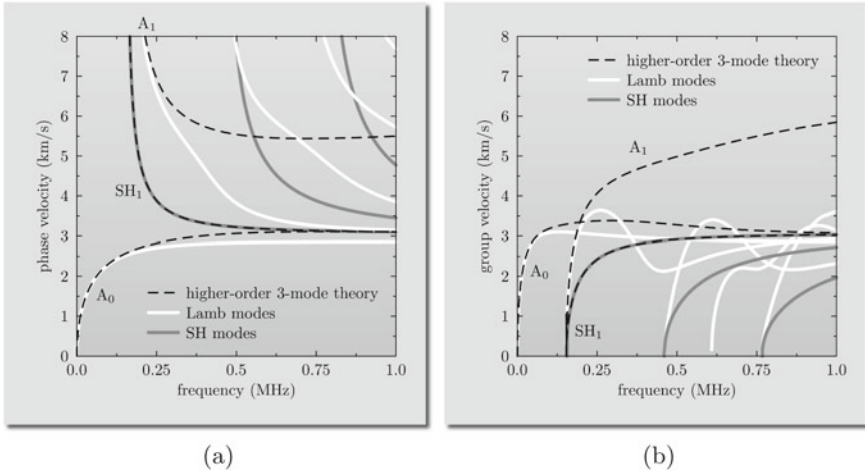 A1
8
7
6
5
4
3
2
1
0
phase velocity (km/s)
SH1
A0
higher-order 3-mode theory
Lamb modes
SH modes
0.0 0.25 0.5 0.75 1.0
frequency (MHz)
(a)
8
7
6
5
4
3
2
1
0
group velocity (km/s)
higher-order 3-mode theory
Lamb modes
SH modes
A1
A0
SH1
0.0 0.25 0.5 0.75 1.0
frequency (MHz)
(b)